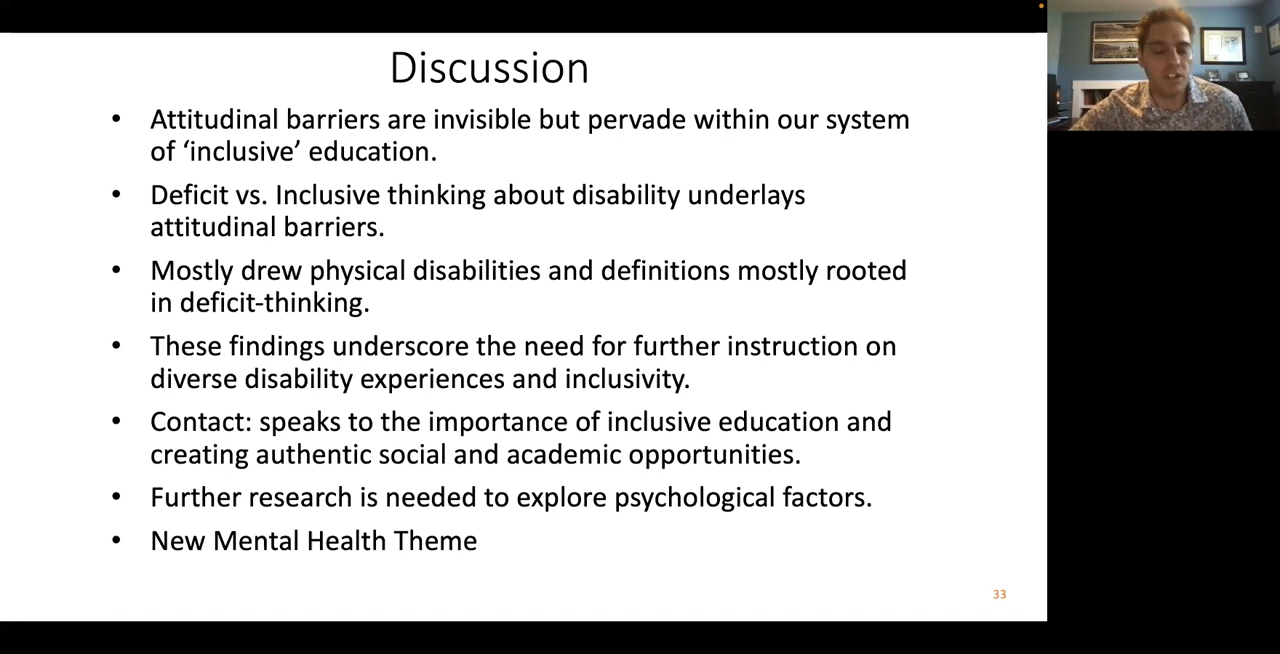 Discussion
• Attitudinal barriers are invisible but pervade within our system
of ‘inclusive’ education.
• Deficit vs. Inclusive thinking about disability underlays
attitudinal barriers.
• Mostly drew physical disabilities and definitions mostly rooted
in deficit-thinking.
• These findings underscore the need for further instruction on
diverse disability experiences and inclusivity.
• Contact: speaks to the importance of inclusive education and
creating authentic social and academic opportunities.
• Further research is needed to explore psychological factors.
• New Mental Health Theme
33